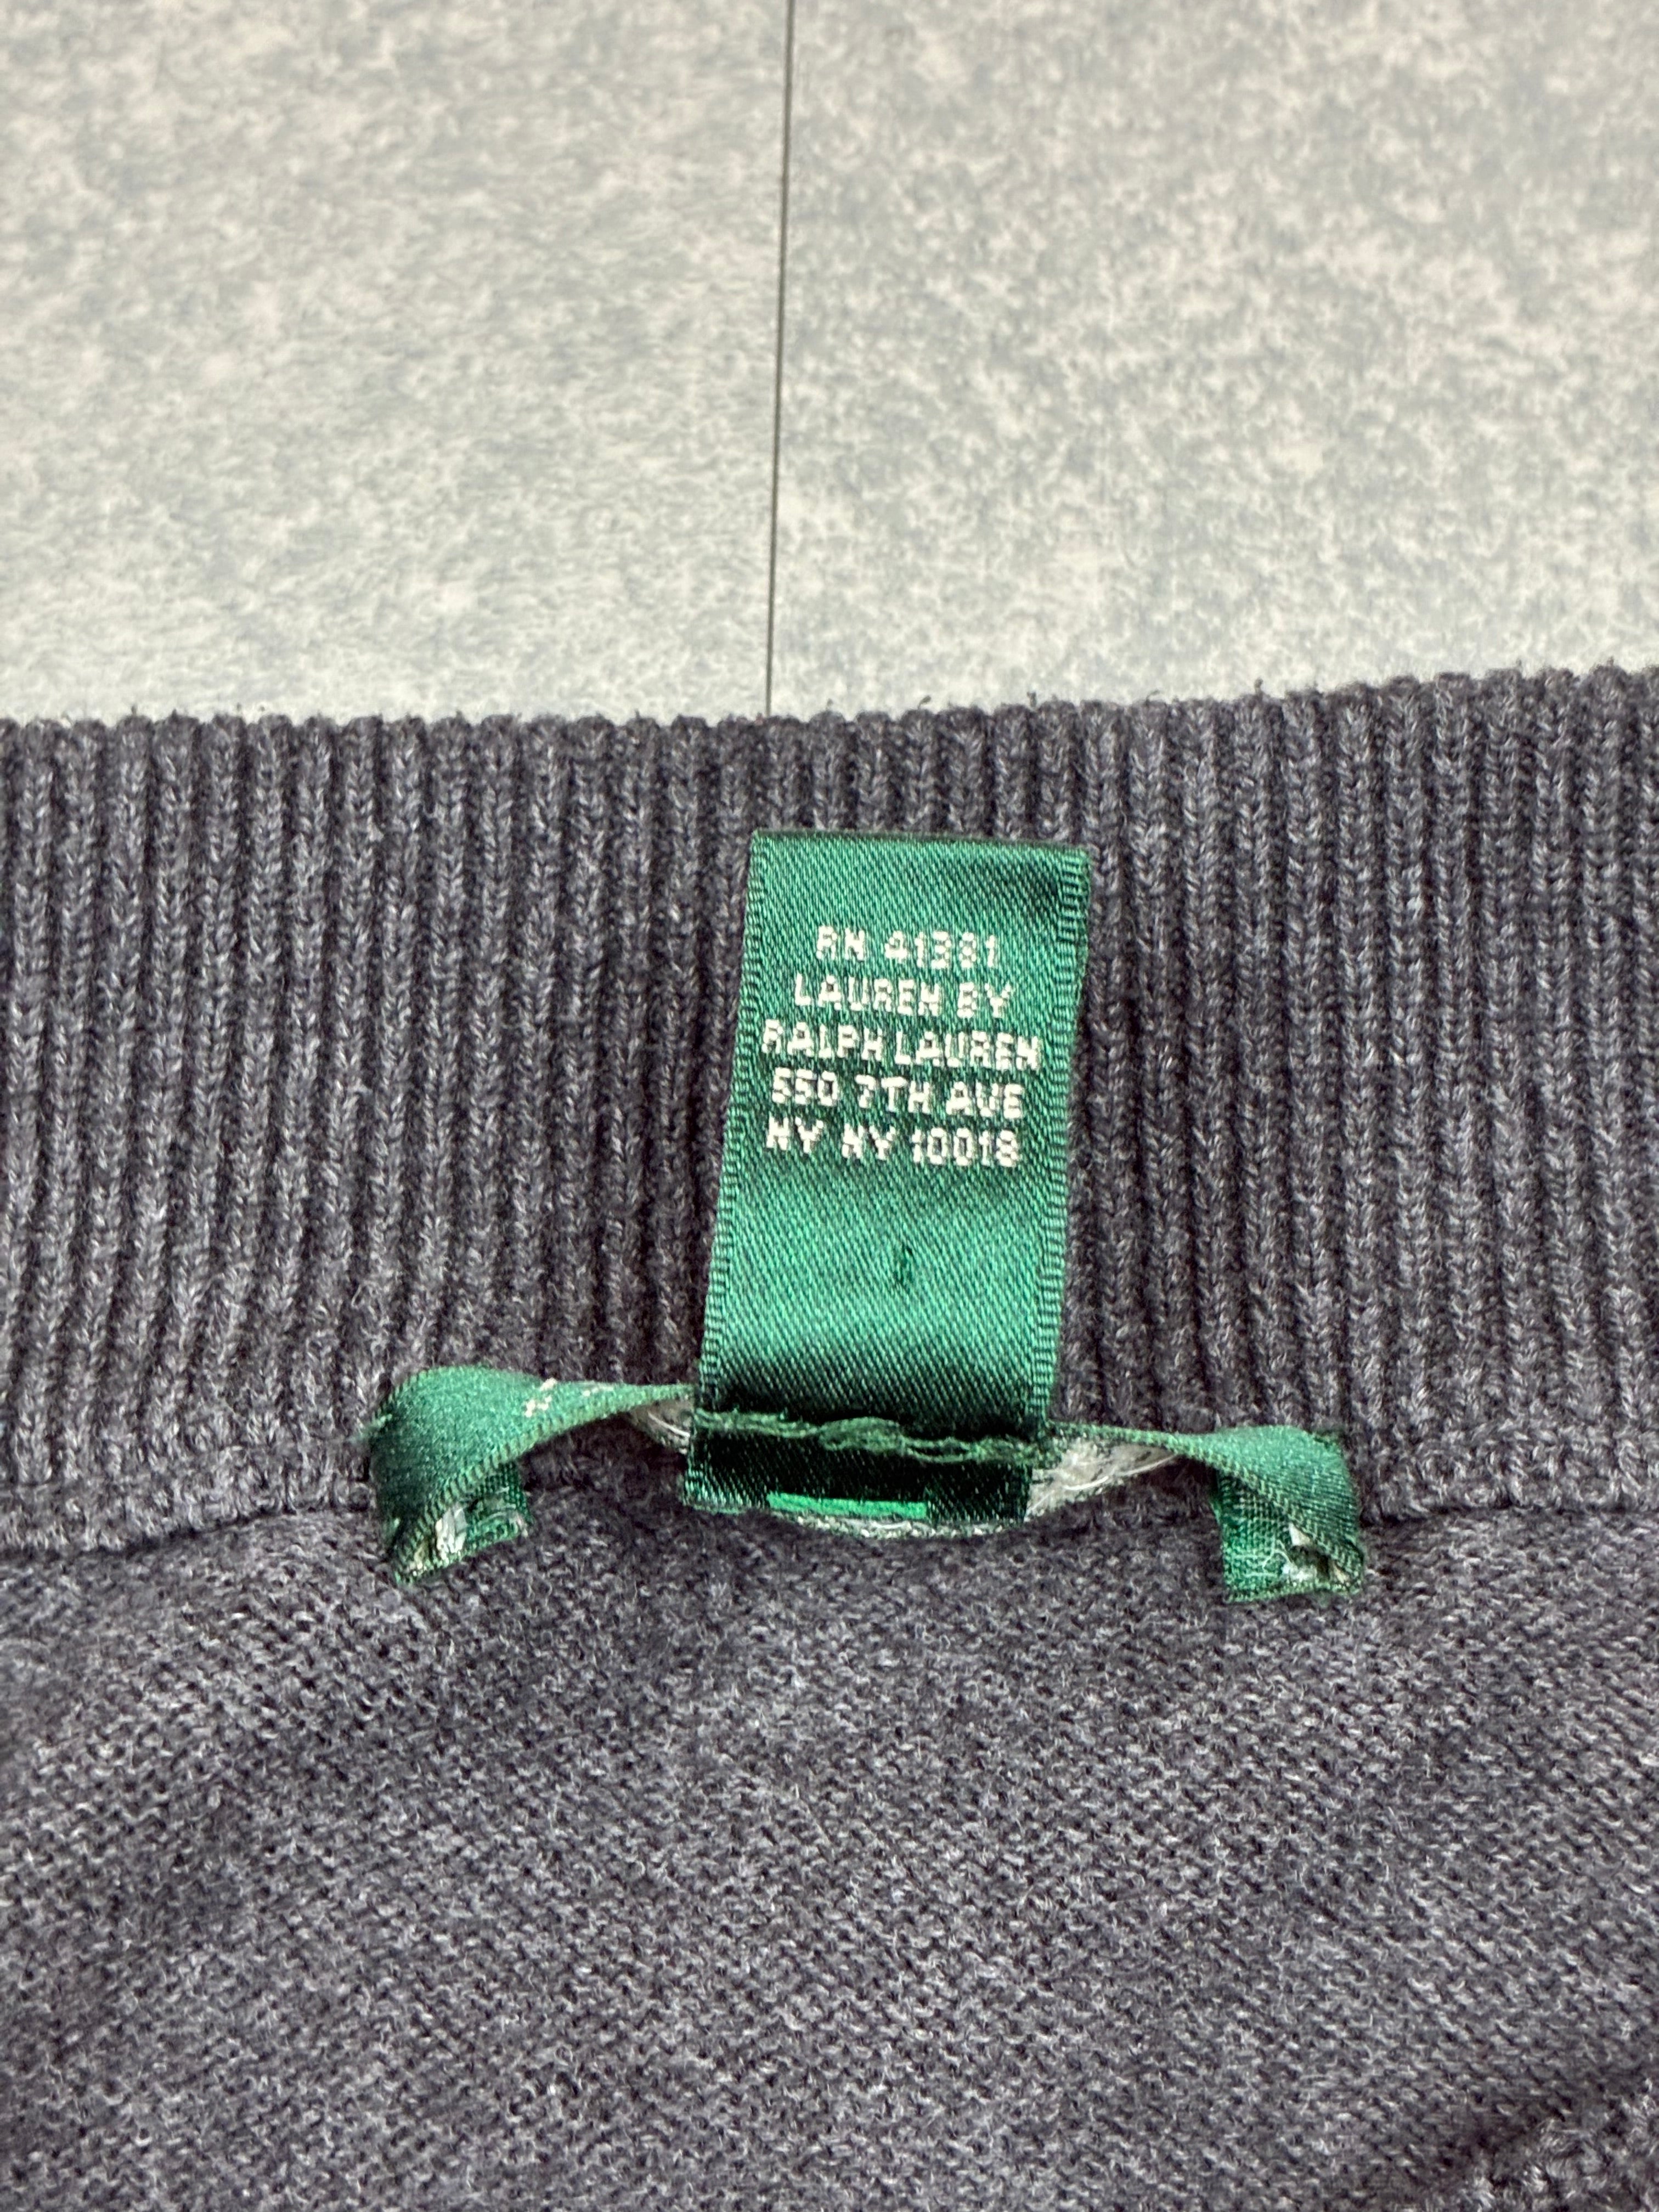 RN 41381
LAUREN BY
RALPH LAUREN
550 7TH AVE
NY NY 10018